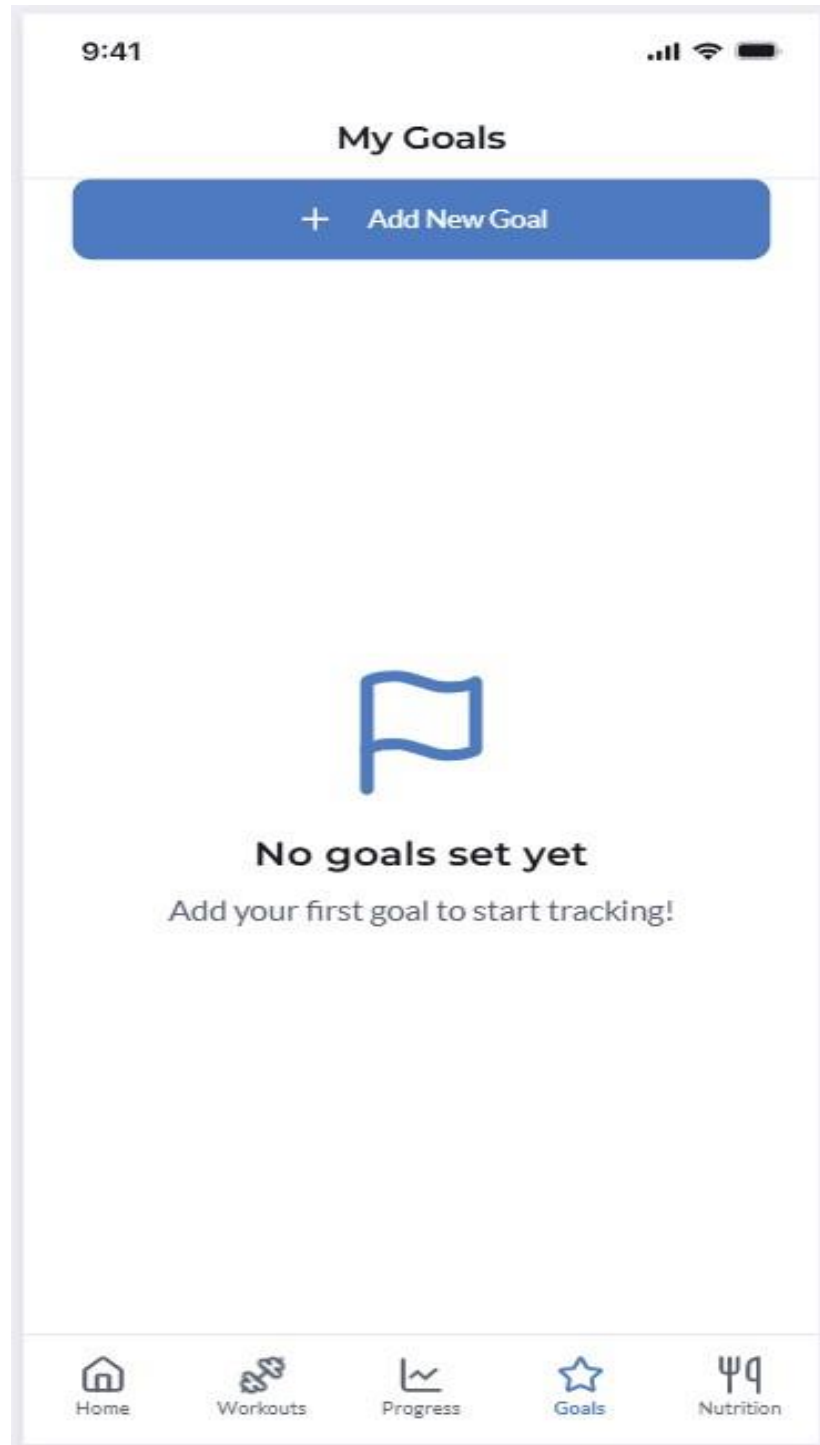 9:41
My Goals
+ Add New Goal
No goals set yet
Add your first goal to start tracking!
Home Workouts Progress Goals Nutrition